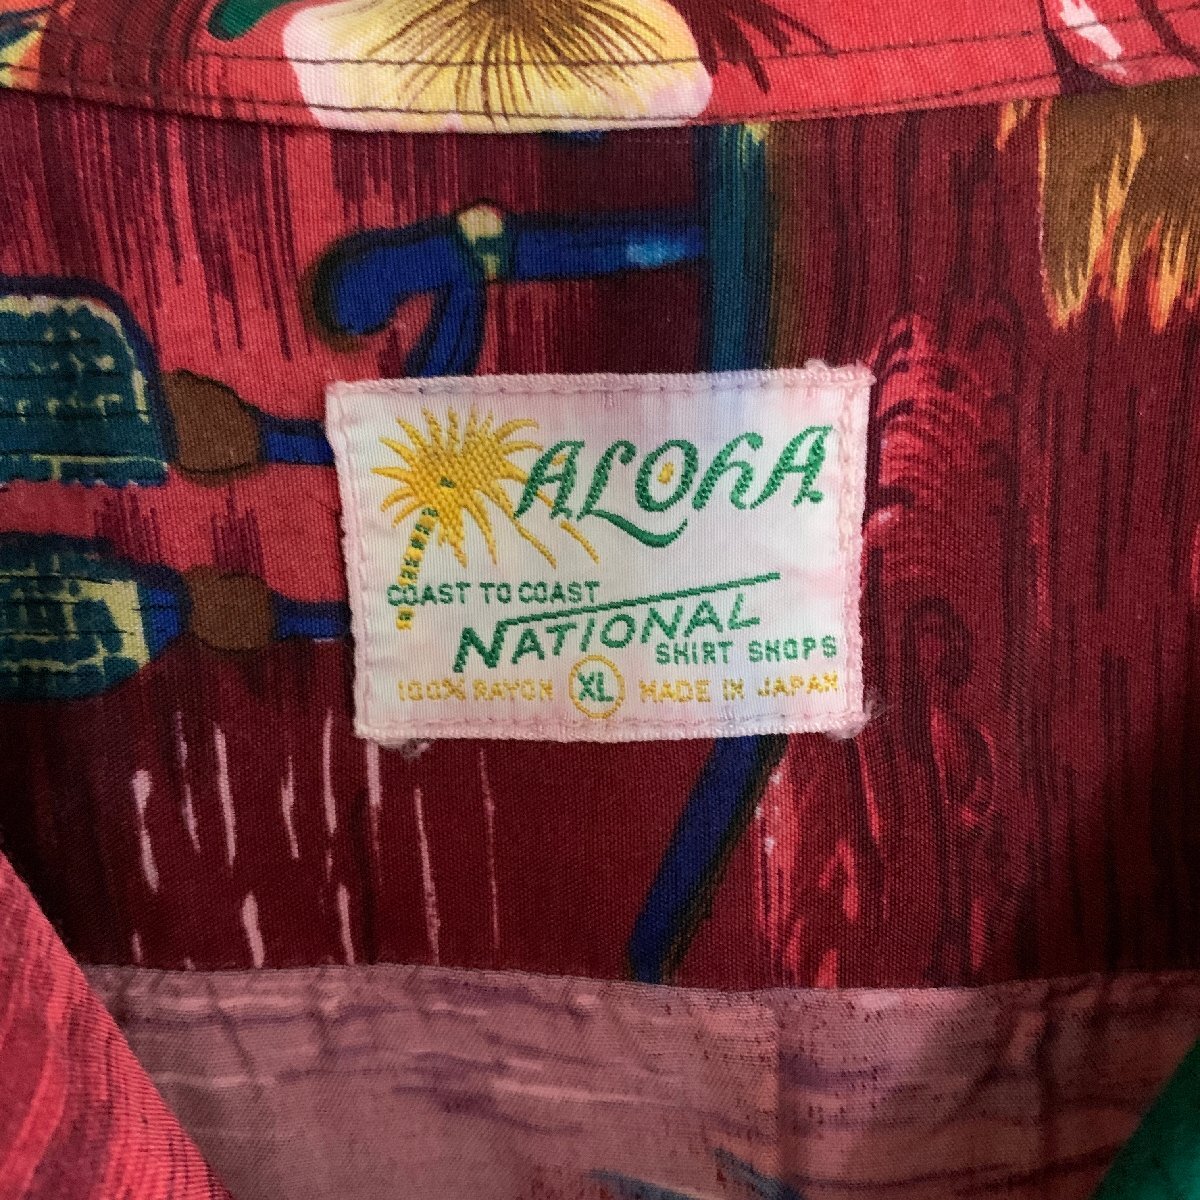 ALOhA
COAST TO COAST
NATIONAL
SHIRT SHOPS
100% RAYON XL MADE IN JAPAN